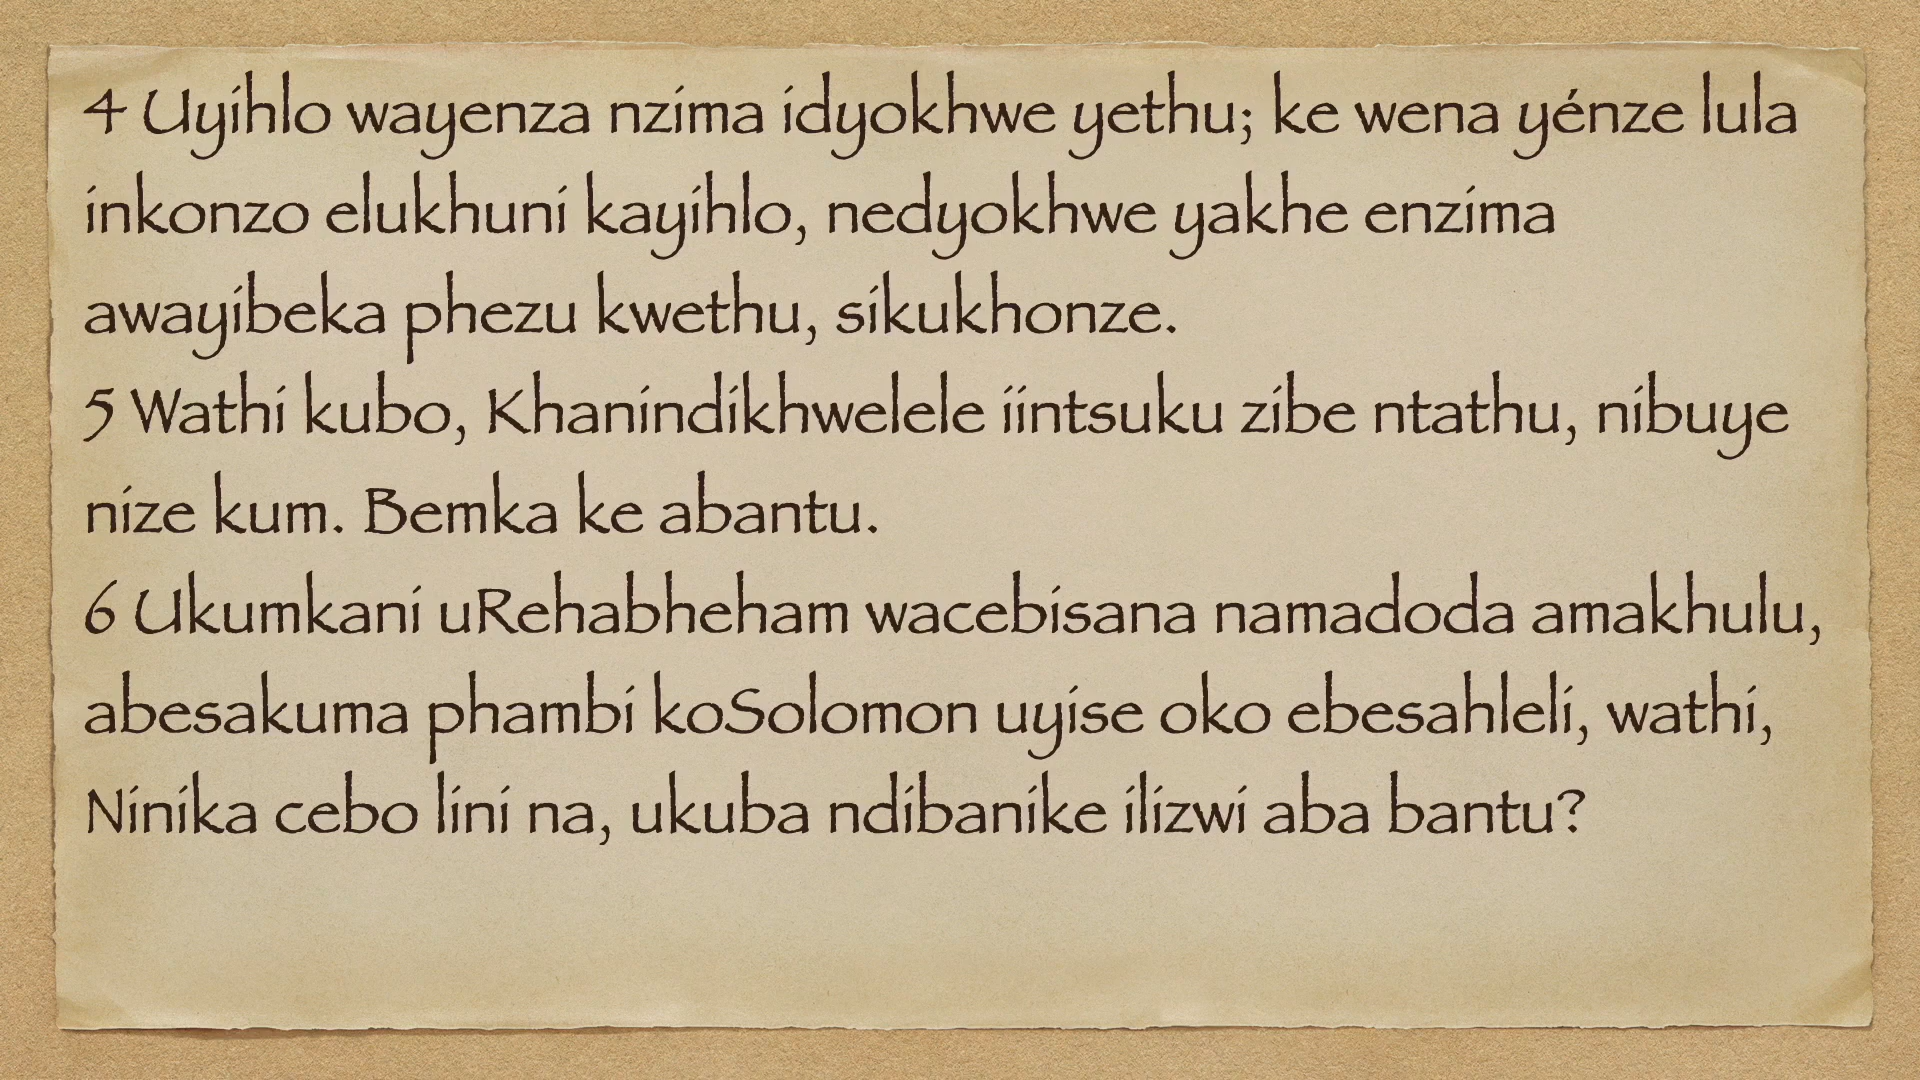 4 Uyihlo wayenza nzima idyokhwe yethu; ke wena yénze lula
inkonzo elukhuni kayihlo, nedyokhwe yakhe enzima
awayibeka phezu kwethu, sikukhonze.
5 Wathi kubo, Khanindikhwelele iintsuku zibe ntathu, nibuye
nize kum. Bemka ke abantu.
6 Ukumkani uRehabheham wacebisana namadoda amakhulu,
abesakuma phambi koSolomon uyise oko ebesahleli, wathi,
Ninika cebo lini na, ukuba ndibanike ilizwi aba bantu?